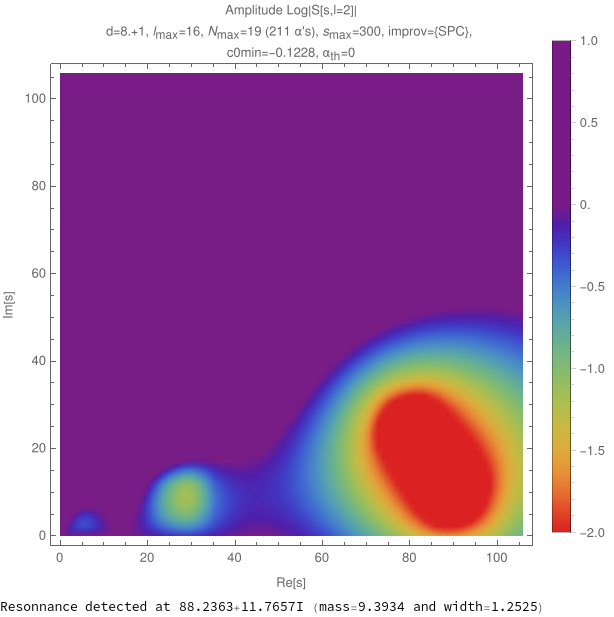 Amplitude Log|S[s,l=2]|
d=8.+1, lmax=16, Nmax=19 (211 α's), smax=300, improv={SPC},
c0min=−0.1228, αth=0
1.0
100
0.5
80
0.
60
−0.5
Im[s]
40
−1.0
20
−1.5
0
−2.0
0 20 40 60 80 100
Re[s]
Resonnance detected at 88.2363+11.7657I (mass=9.3934 and width=1.2525)